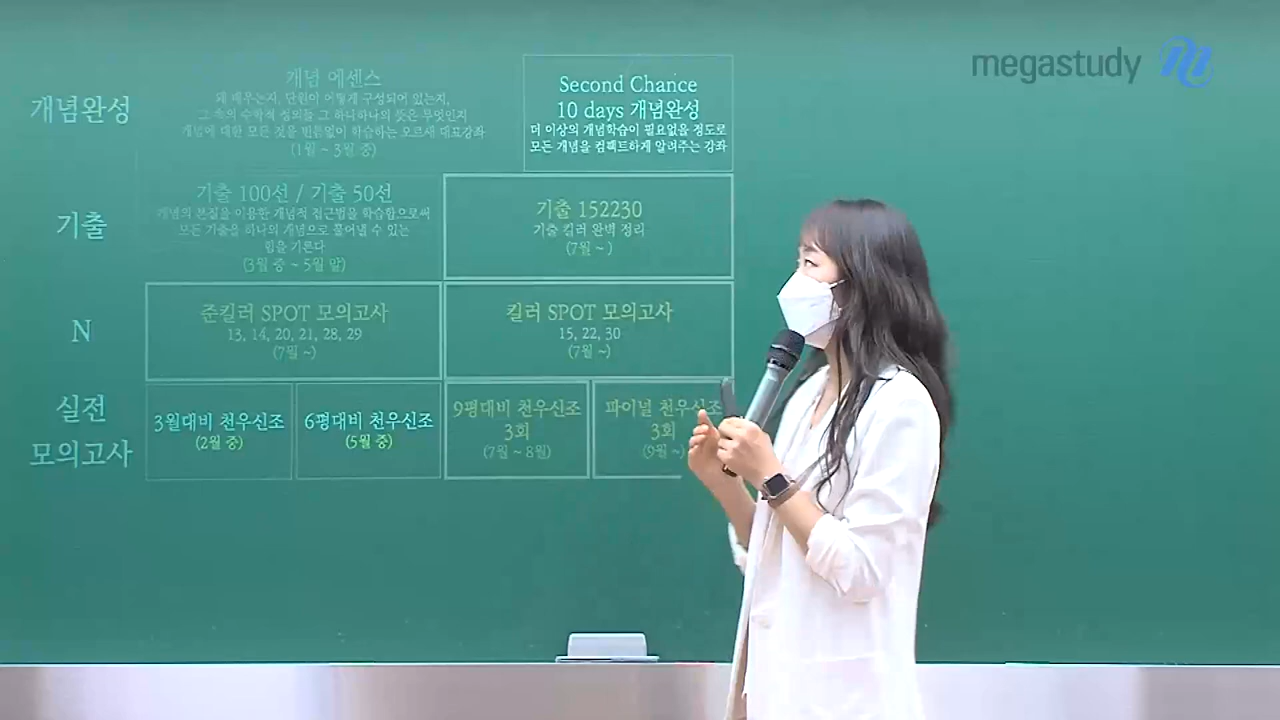 megastudy
개념완성
개념 에센스
왜 배우는지, 단원이 어떻게 구성되어 있는지,
그 속의 수학적 정의들 그 하나하나의 뜻은 무엇인지
개념에 대한 모든 것을 빈틈없이 학습하는 오르새 대표강좌
(1월 ~ 3월 중)
Second Chance
10 days 개념완성
더 이상의 개념학습이 필요없을 정도로
모든 개념을 컴팩트하게 알려주는 강좌
기출
기출 100선 / 기출 50선
개념의 본질을 이용한 개념적 접근법을 학습함으로써
모든 기출을 하나의 개념으로 풀어낼 수 있는
힘을 기른다
(3월 중 ~ 5월 말)
기출 152230
기출 킬러 완벽 정리
(7월 ~ )
N
준킬러 SPOT 모의고사
13, 14, 20, 21, 28, 29
(7월 ~)
킬러 SPOT 모의고사
15, 22, 30
(7월 ~)
실전
모의고사
3월대비 천우신조
(2월 중)
6평대비 천우신조
(5월 중)
9평대비 천우신조
3회
(7월 ~ 8월)
파이널 천우신조
3회
(9월 ~)